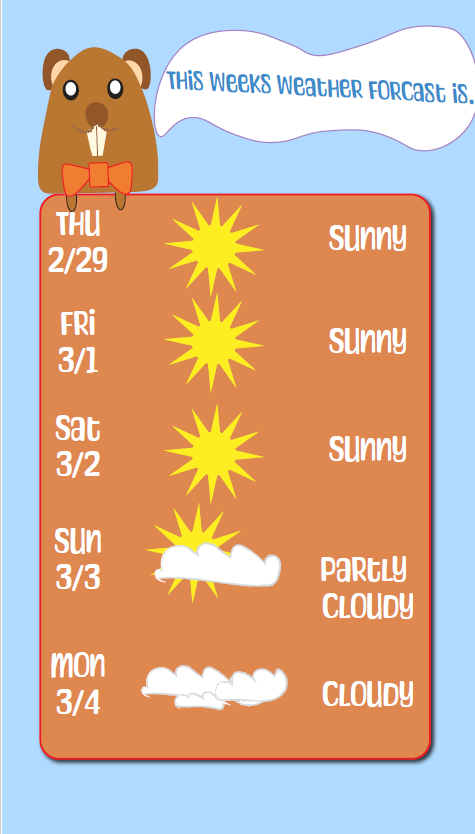 THiS WEEKS WEatHER FORCast is.
THU
2/29
SUnny
FRi
3/1
SUnny
Sat
3/2
SUnny
SUn
3/3
PaRtLY
CLOUDY
MOn
3/4
CLOUDY